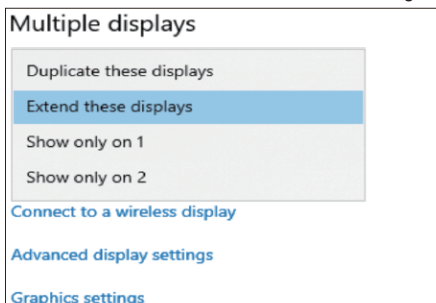 Multiple displays
Duplicate these displays
Extend these displays
Show only on 1
Show only on 2
Connect to a wireless display
Advanced display settings
Graphics settings